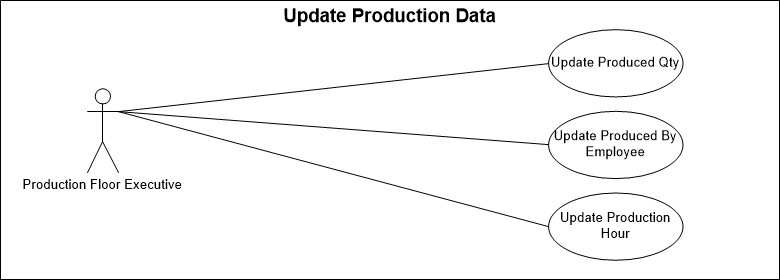 Update Production Data
Update Produced Qty
Update Produced By
Employee
Production Floor Executive
Update Production
Hour